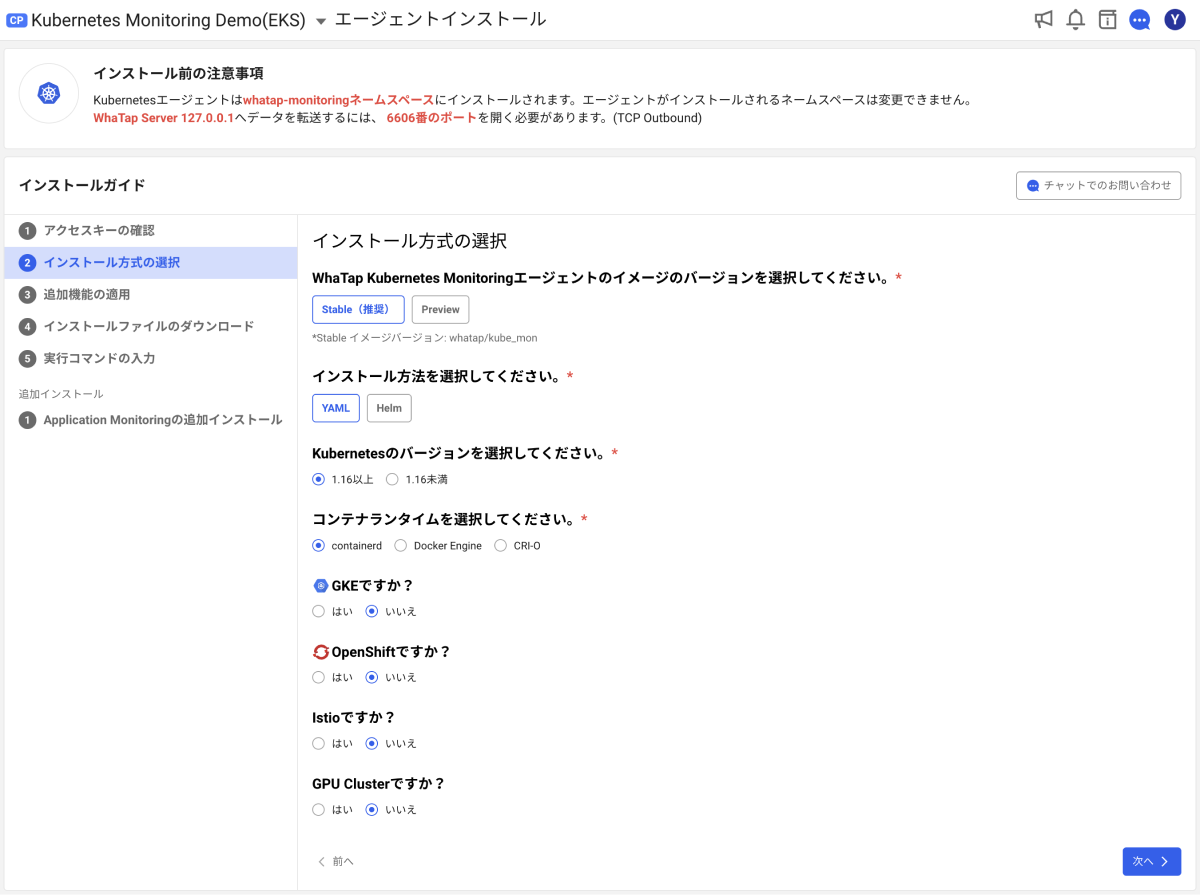 CP Kubernetes Monitoring Demo(EKS) エージェントインストール
Y
インストール前の注意事項
Kubernetesエージェントはwhatap-monitoringネームスペースにインストールされます。エージェントがインストールされるネームスペースは変更できません。
WhaTap Server 127.0.0.1へデータを転送するには、 6606番のポートを開く必要があります。(TCP Outbound)
インストールガイド
チャットでのお問い合わせ
1 アクセスキーの確認
2 インストール方式の選択
3 追加機能の適用
4 インストールファイルのダウンロード
5 実行コマンドの入力
追加インストール
1 Application Monitoringの追加インストール
インストール方式の選択
WhaTap Kubernetes Monitoringエージェントのイメージのバージョンを選択してください。*
Stable（推奨） Preview
*Stable イメージバージョン: whatap/kube_mon
インストール方法を選択してください。*
YAML Helm
Kubernetesのバージョンを選択してください。*
1.16以上 1.16未満
コンテナランタイムを選択してください。*
containerd Docker Engine CRI-O
GKEですか？
はい いいえ
OpenShiftですか？
はい いいえ
Istioですか？
はい いいえ
GPU Clusterですか？
はい いいえ
前へ
次へ